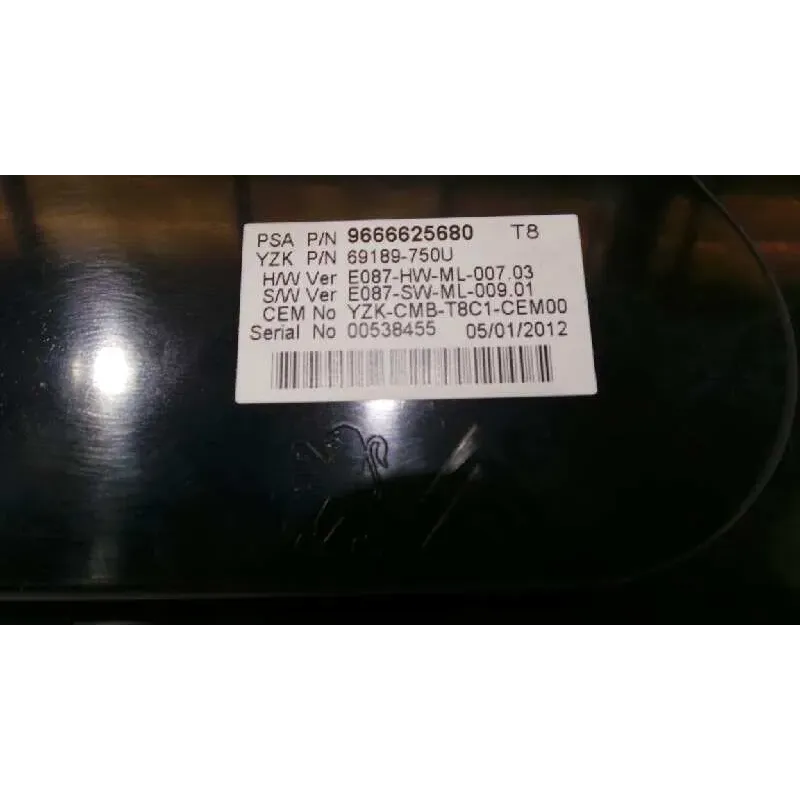 PSA P/N 9666625680 T8
YZK P/N 69189-750U
H/W Ver E087-HW-ML-007.03
S/W Ver E087-SW-ML-009.01
CEM No YZK-CMB-T8C1-CEM00
Serial No 00538455 05/01/2012